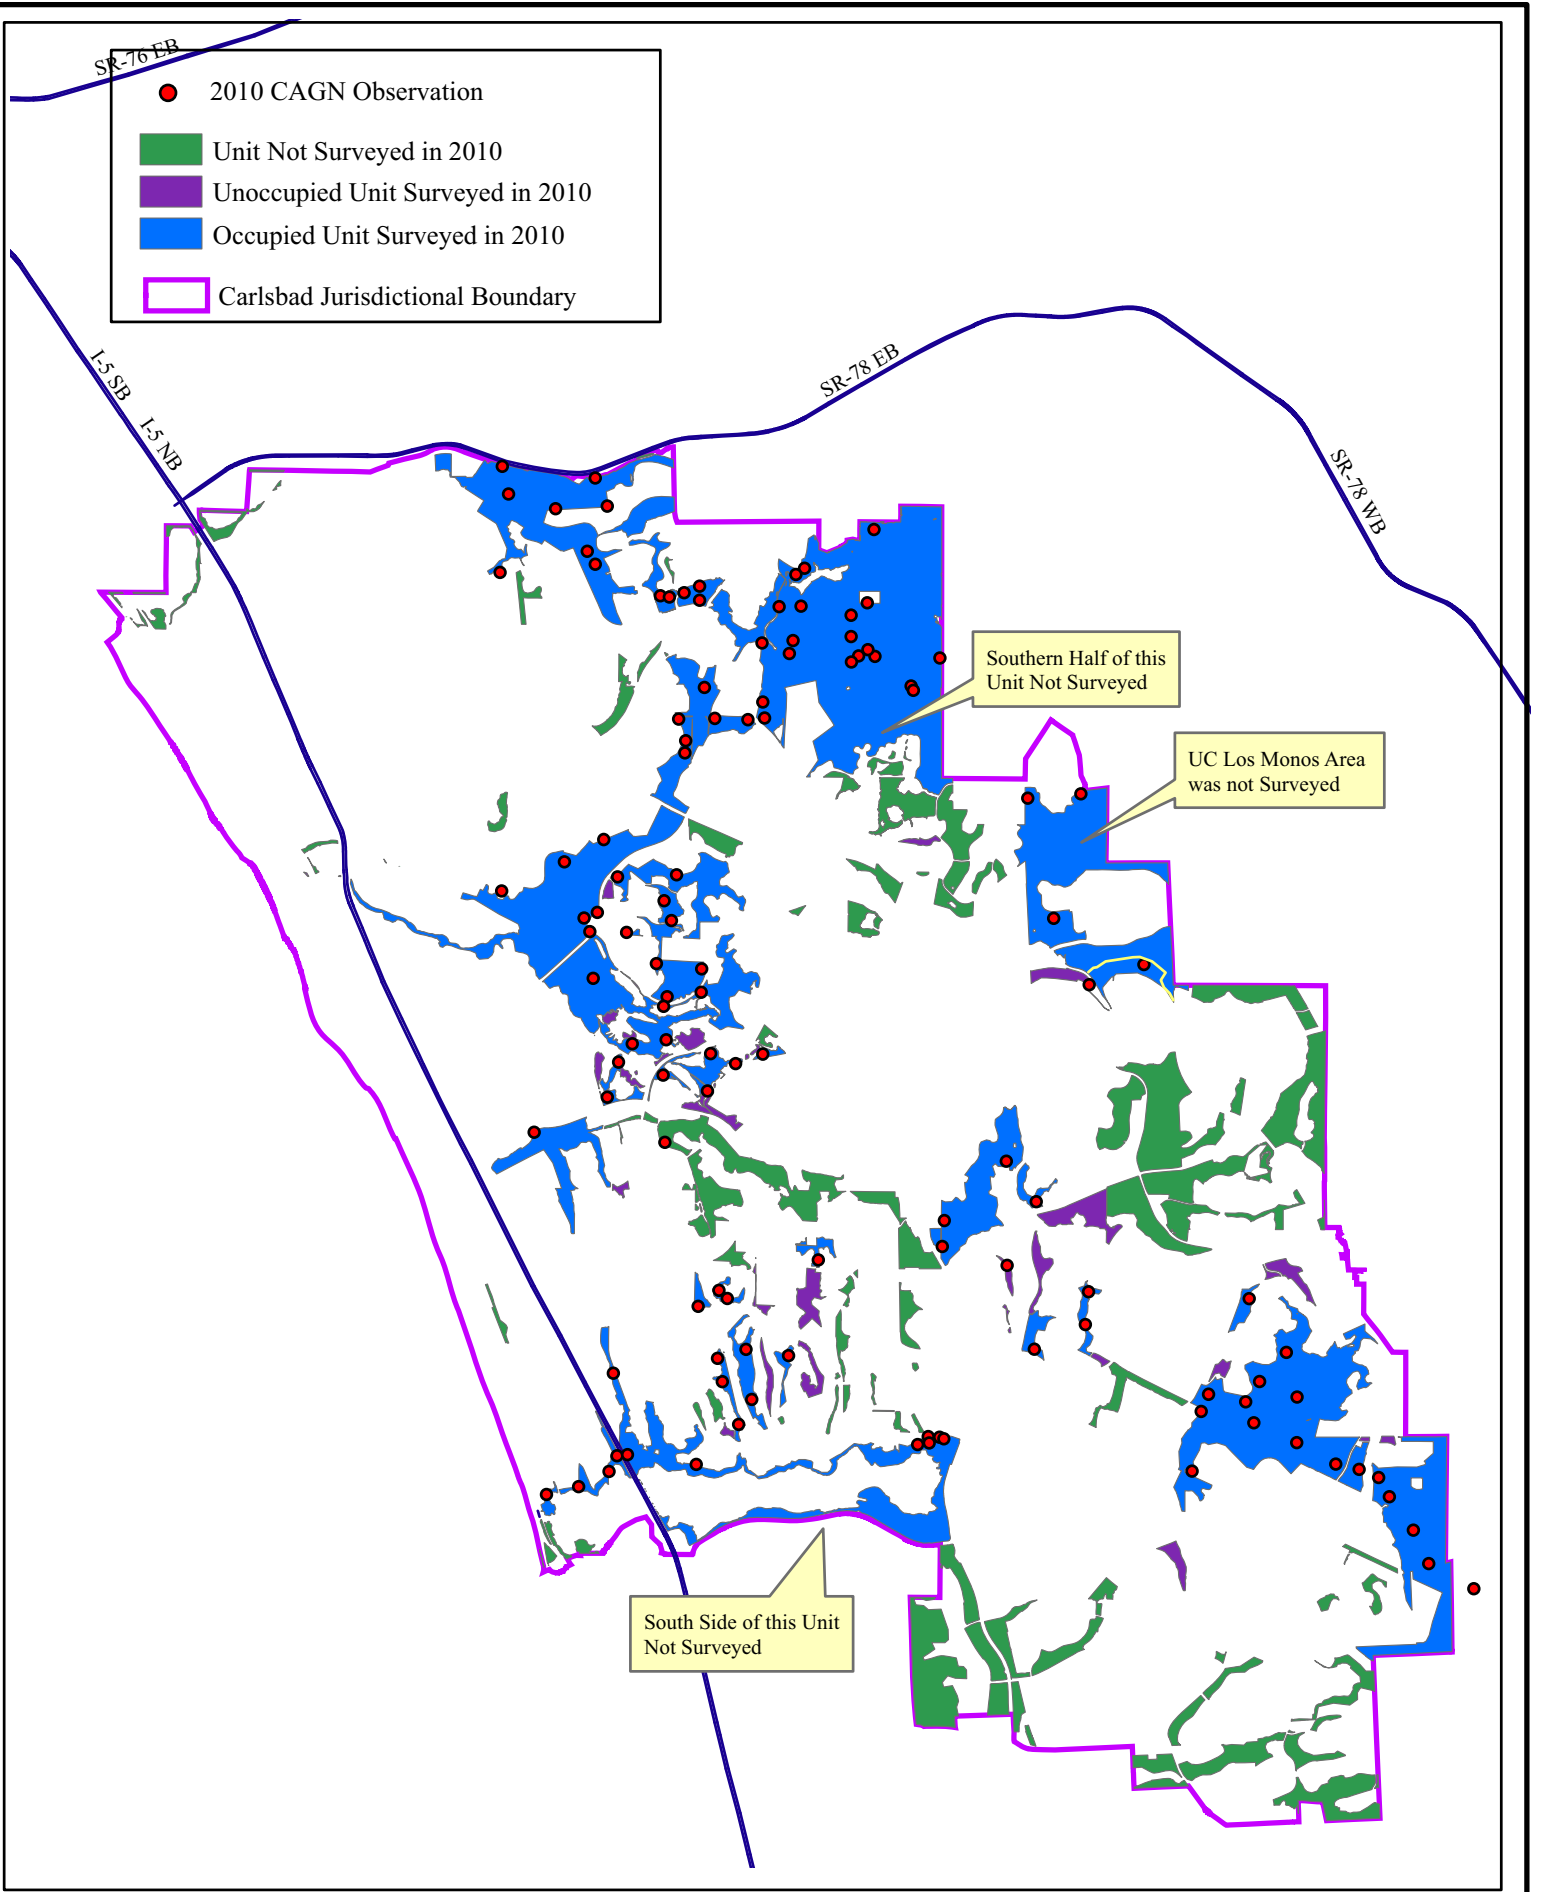 SR-76 EB
2010 CAGN Observation
Unit Not Surveyed in 2010
Unoccupied Unit Surveyed in 2010
Occupied Unit Surveyed in 2010
Carlsbad Jurisdictional Boundary
I-5 SB
I-5 NB
SR-78 EB
SR-78 WB
Southern Half of this
Unit Not Surveyed
UC Los Monos Area
was not Surveyed
South Side of this Unit
Not Surveyed